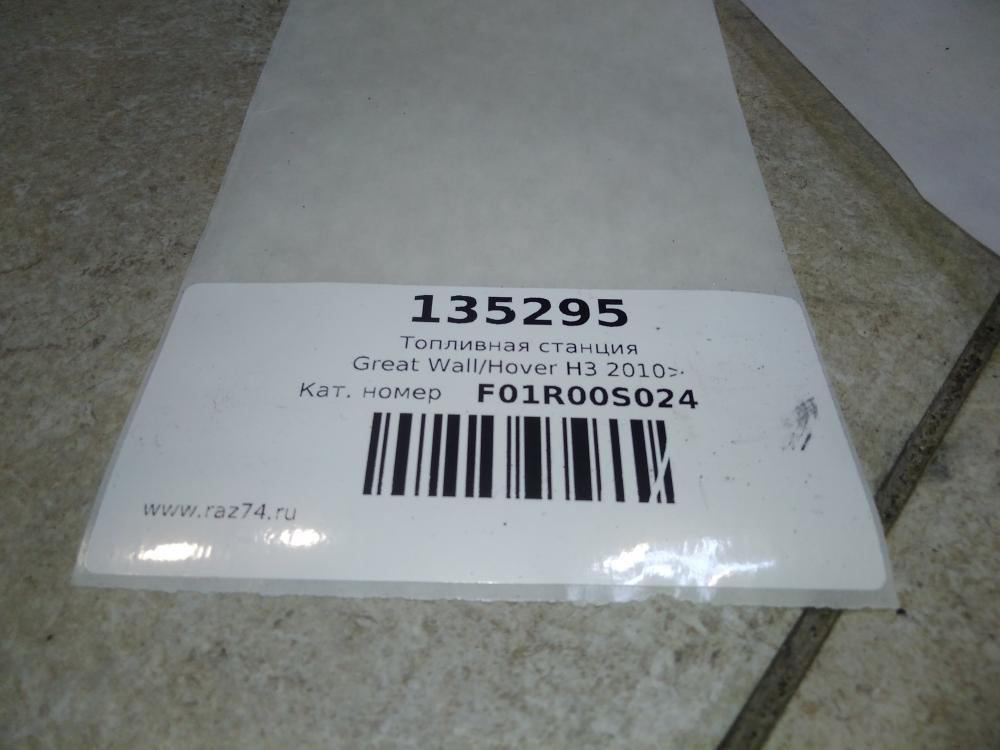 135295
Топливная станция
Great Wall/Hover H3 2010>
Кат. номер F01R00S024
www.raz74.ru